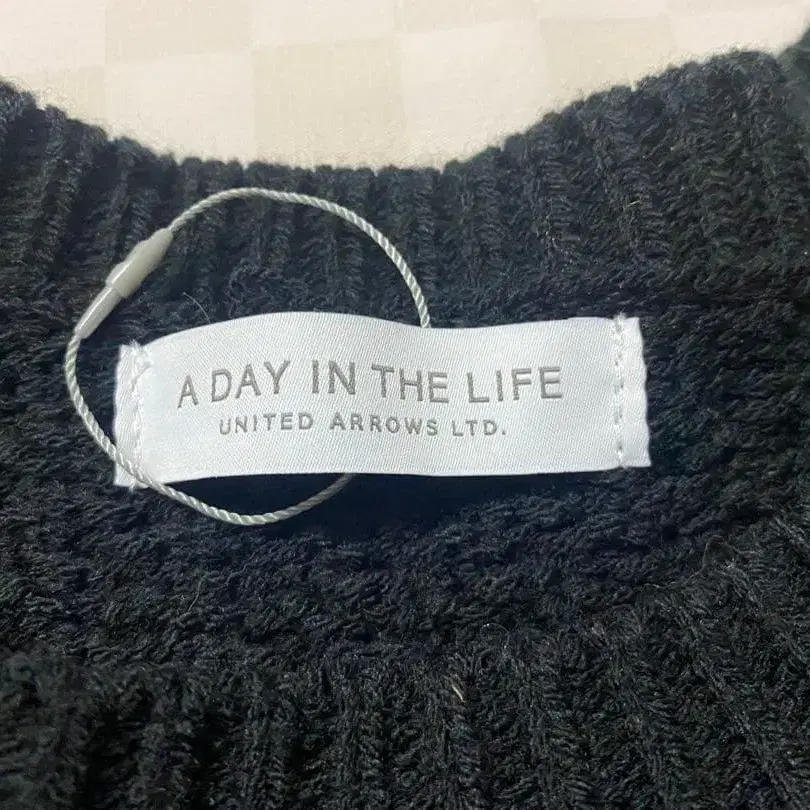 A DAY IN THE LIFE
UNITED ARROWS LTD.